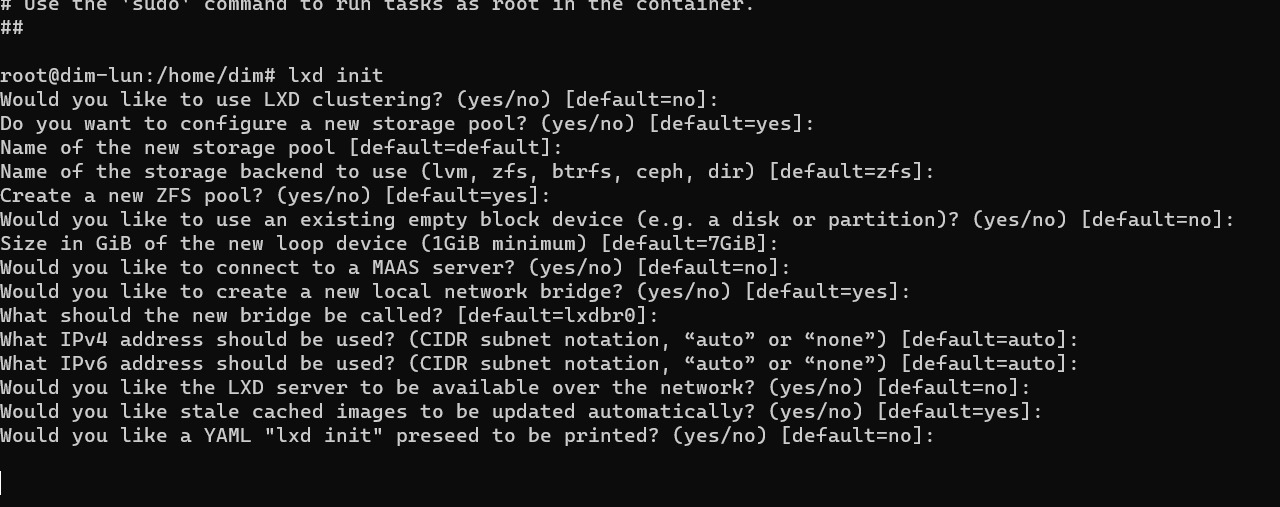 # Use the 'sudo' command to run tasks as root in the container.
##
root@dim-lun:/home/dim# lxd init
Would you like to use LXD clustering? (yes/no) [default=no]:
Do you want to configure a new storage pool? (yes/no) [default=yes]:
Name of the new storage pool [default=default]:
Name of the storage backend to use (lvm, zfs, btrfs, ceph, dir) [default=zfs]:
Create a new ZFS pool? (yes/no) [default=yes]:
Would you like to use an existing empty block device (e.g. a disk or partition)? (yes/no) [default=no]:
Size in GiB of the new loop device (1GiB minimum) [default=7GiB]:
Would you like to connect to a MAAS server? (yes/no) [default=no]:
Would you like to create a new local network bridge? (yes/no) [default=yes]:
What should the new bridge be called? [default=lxdbr0]:
What IPv4 address should be used? (CIDR subnet notation, “auto” or “none”) [default=auto]:
What IPv6 address should be used? (CIDR subnet notation, “auto” or “none”) [default=auto]:
Would you like the LXD server to be available over the network? (yes/no) [default=no]:
Would you like stale cached images to be updated automatically? (yes/no) [default=yes]:
Would you like a YAML "lxd init" preseed to be printed? (yes/no) [default=no]: